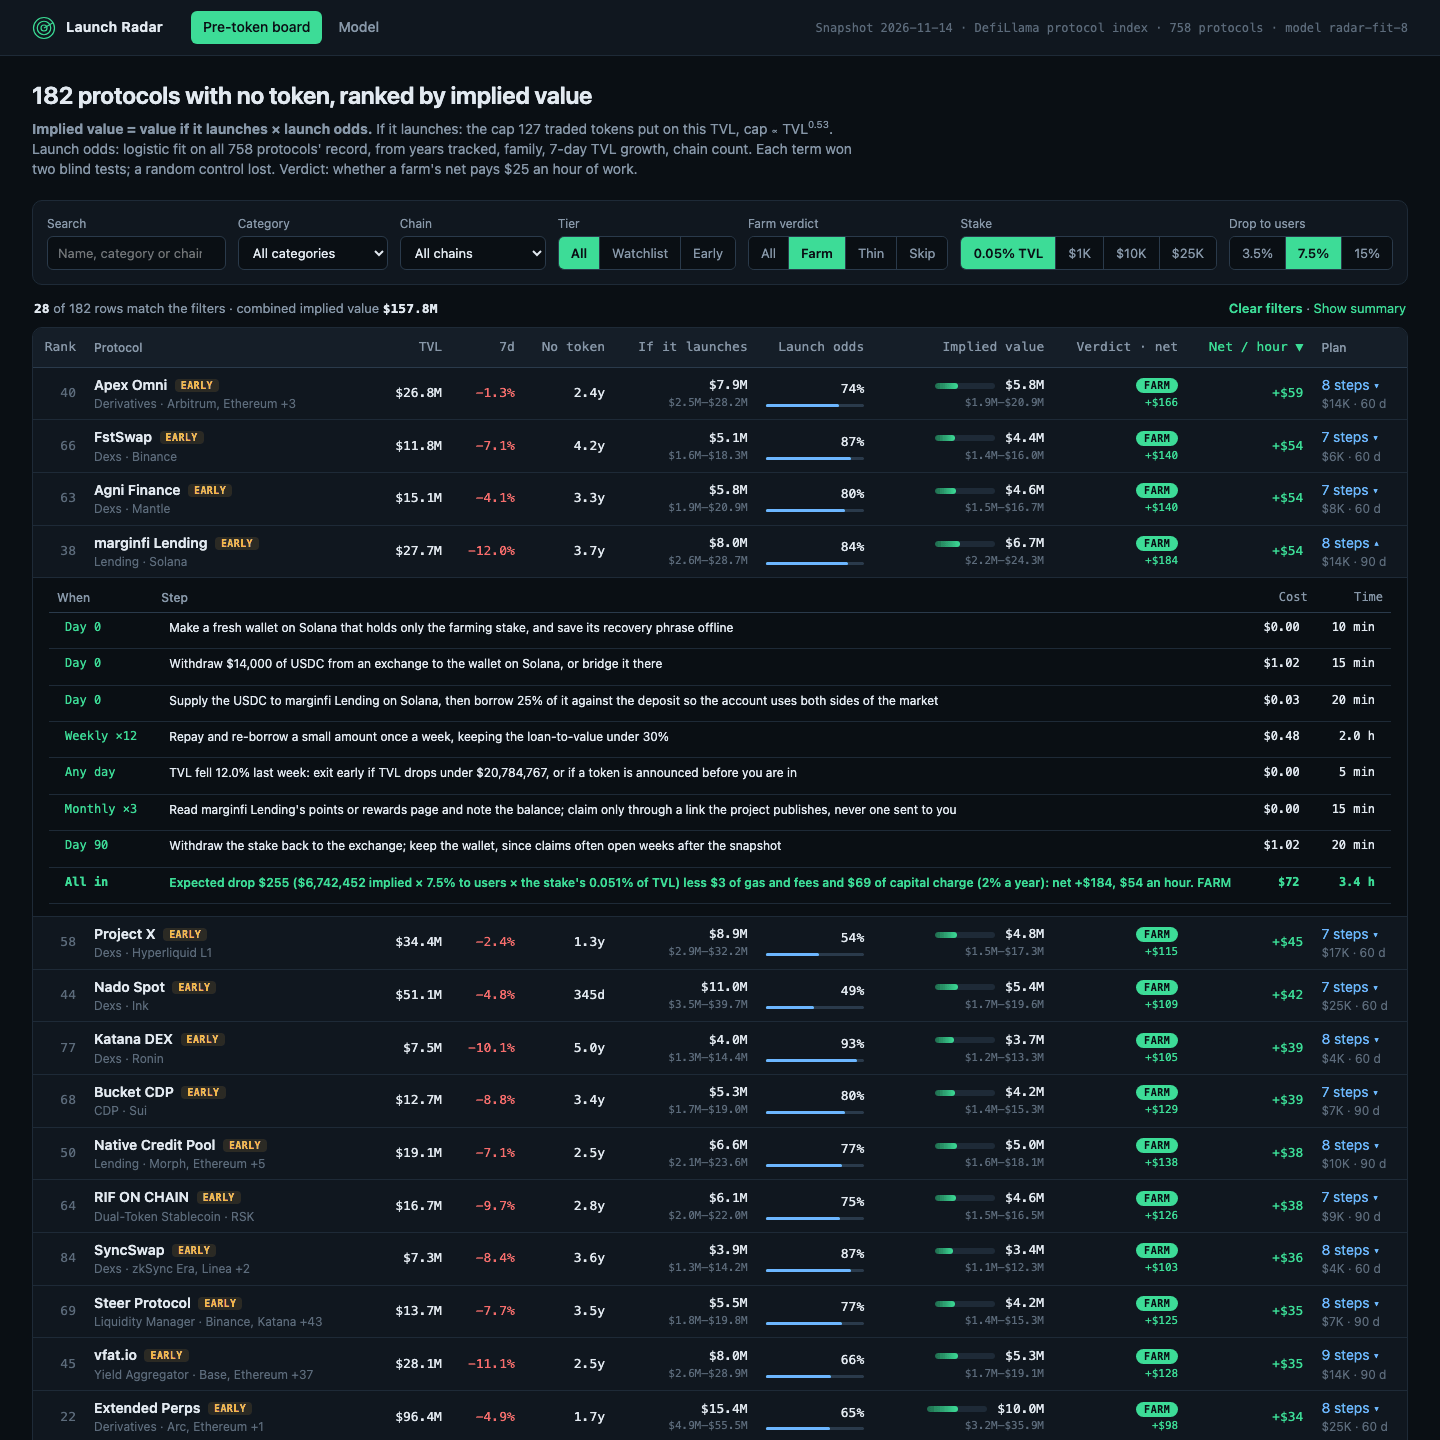 Launch Radar
Pre-token board
Model
Snapshot 2026-11-14 · DefiLlama protocol index · 758 protocols · model radar-fit-8
182 protocols with no token, ranked by implied value
Implied value = value if it launches × launch odds. If it launches: the cap 127 traded tokens put on this TVL, cap ∝ TVL0.53.
Launch odds: logistic fit on all 758 protocols' record, from years tracked, family, 7-day TVL growth, chain count. Each term won
two blind tests; a random control lost. Verdict: whether a farm's net pays $25 an hour of work.
Search Category Chain Tier Farm verdict Stake Drop to users
Name, category or chain All categories All chains All Watchlist Early All Farm Thin Skip 0.05% TVL $1K $10K $25K 3.5% 7.5% 15%
28 of 182 rows match the filters · combined implied value $157.8M
Clear filters · Show summary
Rank Protocol TVL 7d No token If it launches Launch odds Implied value Verdict · net Net / hour ▼ Plan
40 Apex Omni EARLY $26.8M −1.3% 2.4y $7.9M 74% $5.8M FARM +$59 8 steps ▾
Derivatives · Arbitrum, Ethereum +3 $2.5M–$28.2M $1.9M–$20.9M +$166 $14K · 60 d
66 FstSwap EARLY $11.8M −7.1% 4.2y $5.1M 87% $4.4M FARM +$54 7 steps ▾
Dexs · Binance $1.6M–$18.3M $1.4M–$16.0M +$140 $6K · 60 d
63 Agni Finance EARLY $15.1M −4.1% 3.3y $5.8M 80% $4.6M FARM +$54 7 steps ▾
Dexs · Mantle $1.9M–$20.9M $1.5M–$16.7M +$140 $8K · 60 d
38 marginfi Lending EARLY $27.7M −12.0% 3.7y $8.0M 84% $6.7M FARM +$54 8 steps ▴
Lending · Solana $2.6M–$28.7M $2.2M–$24.3M +$184 $14K · 90 d
When Step Cost Time
Day 0 Make a fresh wallet on Solana that holds only the farming stake, and save its recovery phrase offline $0.00 10 min
Day 0 Withdraw $14,000 of USDC from an exchange to the wallet on Solana, or bridge it there $1.02 15 min
Day 0 Supply the USDC to marginfi Lending on Solana, then borrow 25% of it against the deposit so the account uses both sides of the market $0.03 20 min
Weekly ×12 Repay and re-borrow a small amount once a week, keeping the loan-to-value under 30% $0.48 2.0 h
Any day TVL fell 12.0% last week: exit early if TVL drops under $20,784,767, or if a token is announced before you are in $0.00 5 min
Monthly ×3 Read marginfi Lending's points or rewards page and note the balance; claim only through a link the project publishes, never one sent to you $0.00 15 min
Day 90 Withdraw the stake back to the exchange; keep the wallet, since claims often open weeks after the snapshot $1.02 20 min
All in Expected drop $255 ($6,742,452 implied × 7.5% to users × the stake's 0.051% of TVL) less $3 of gas and fees and $69 of capital charge (2% a year): net +$184, $54 an hour. FARM $72 3.4 h
58 Project X EARLY $34.4M −2.4% 1.3y $8.9M 54% $4.8M FARM +$45 7 steps ▾
Dexs · Hyperliquid L1 $2.9M–$32.2M $1.5M–$17.3M +$115 $17K · 60 d
44 Nado Spot EARLY $51.1M −4.8% 345d $11.0M 49% $5.4M FARM +$42 7 steps ▾
Dexs · Ink $3.5M–$39.7M $1.7M–$19.6M +$109 $25K · 60 d
77 Katana DEX EARLY $7.5M −10.1% 5.0y $4.0M 93% $3.7M FARM +$39 8 steps ▾
Dexs · Ronin $1.3M–$14.4M $1.2M–$13.3M +$105 $4K · 60 d
68 Bucket CDP EARLY $12.7M −8.8% 3.4y $5.3M 80% $4.2M FARM +$39 7 steps ▾
CDP · Sui $1.7M–$19.0M $1.4M–$15.3M +$129 $7K · 90 d
50 Native Credit Pool EARLY $19.1M −7.1% 2.5y $6.6M 77% $5.0M FARM +$38 8 steps ▾
Lending · Morph, Ethereum +5 $2.1M–$23.6M $1.6M–$18.1M +$138 $10K · 90 d
64 RIF ON CHAIN EARLY $16.7M −9.7% 2.8y $6.1M 75% $4.6M FARM +$38 7 steps ▾
Dual-Token Stablecoin · RSK $2.0M–$22.0M $1.5M–$16.5M +$126 $9K · 90 d
84 SyncSwap EARLY $7.3M −8.4% 3.6y $3.9M 87% $3.4M FARM +$36 8 steps ▾
Dexs · zkSync Era, Linea +2 $1.3M–$14.2M $1.1M–$12.3M +$103 $4K · 60 d
69 Steer Protocol EARLY $13.7M −7.7% 3.5y $5.5M 77% $4.2M FARM +$35 8 steps ▾
Liquidity Manager · Binance, Katana +43 $1.8M–$19.8M $1.4M–$15.3M +$125 $7K · 90 d
45 vfat.io EARLY $28.1M −11.1% 2.5y $8.0M 66% $5.3M FARM +$35 9 steps ▾
Yield Aggregator · Base, Ethereum +37 $2.6M–$28.9M $1.7M–$19.1M +$128 $14K · 90 d
22 Extended Perps EARLY $96.4M −4.9% 1.7y $15.4M 65% $10.0M FARM +$34 8 steps ▾
Derivatives · Arc, Ethereum +1 $4.9M–$55.5M $3.2M–$35.9M +$98 $25K · 60 d